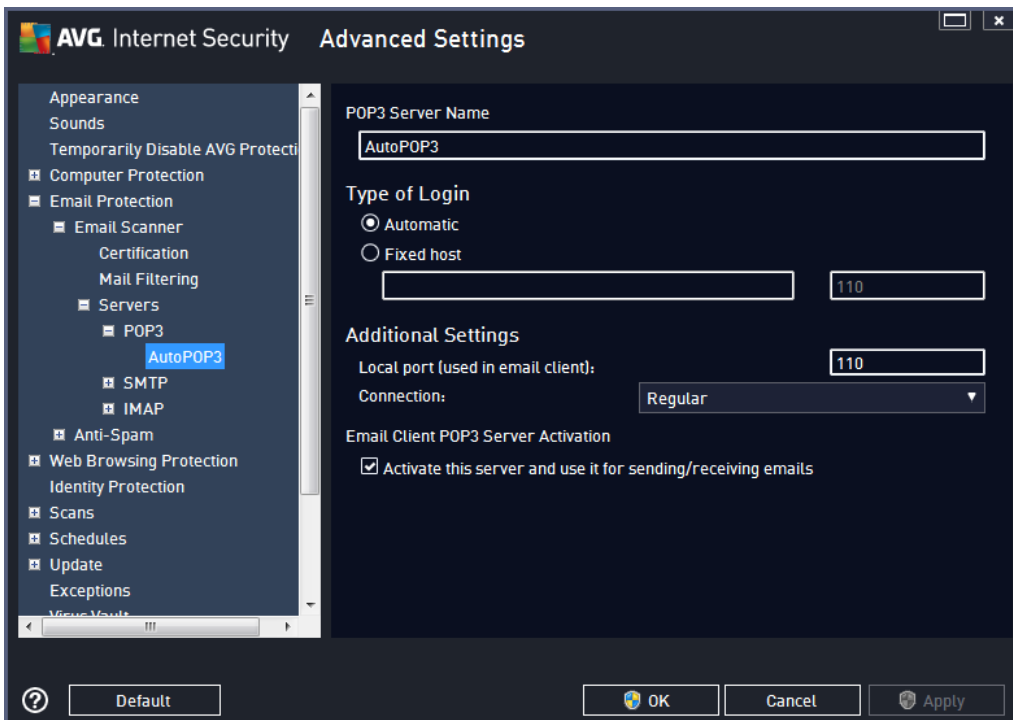 AVG. Internet Security Advanced Settings
Appearance
Sounds
Temporarily Disable AVG Protecti
Computer Protection
Email Protection
Email Scanner
Certification
Mail Filtering
Servers
POP3
AutoPOP3
SMTP
IMAP
Anti-Spam
Web Browsing Protection
Identity Protection
Scans
Schedules
Update
Exceptions
Virus Vault
POP3 Server Name
AutoPOP3
Type of Login
Automatic
Fixed host
110
Additional Settings
Local port (used in email client):
110
Connection:
Regular
Email Client POP3 Server Activation
Activate this server and use it for sending/receiving emails
? Default OK Cancel Apply